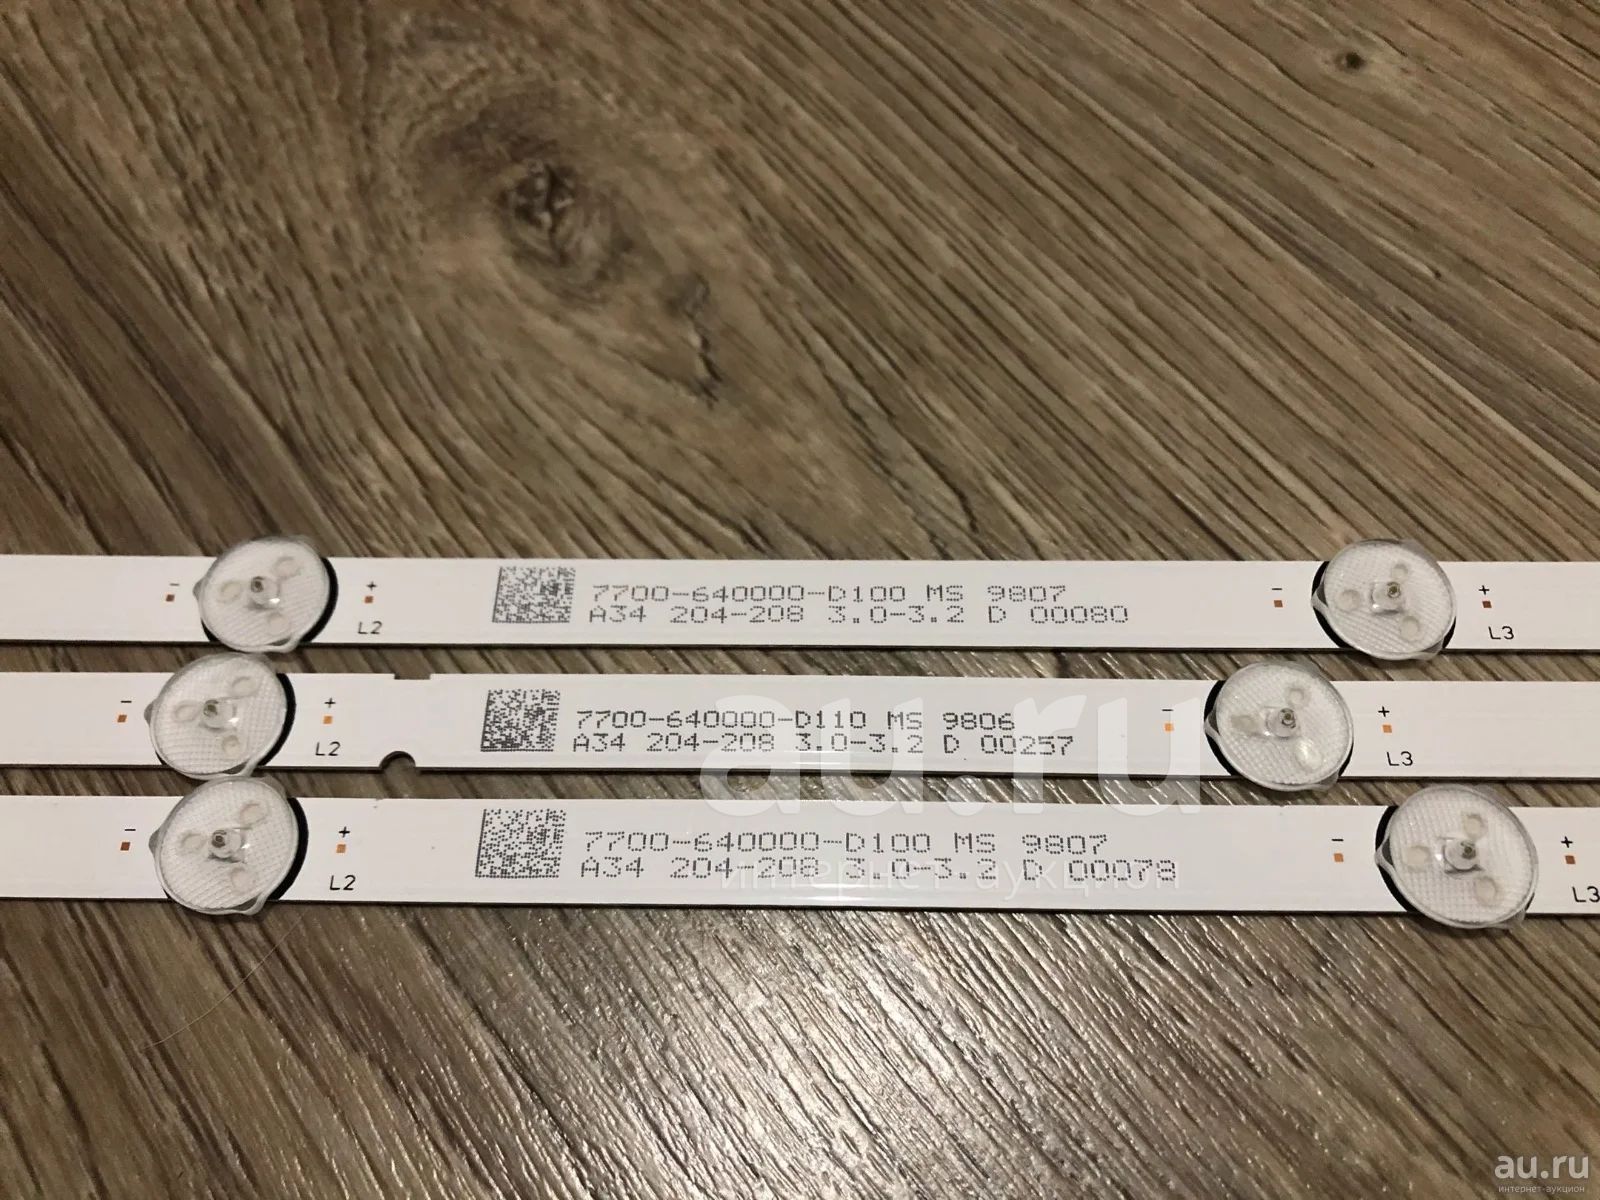 - + L2 7700-640000-D100 MS 9807 - + L3
A34 204-208 3.0-3.2 D 00080
- + L2 7700-640000-D110 MS 9806 - + L3
A34 204-208 3.0-3.2 D 00257
- + L2 7700-640000-D100 MS 9807 - + L3
A34 204-208 3.0-3.2 D 00078
au.ru
интернет-аукцион
au.ru
интернет-аукцион